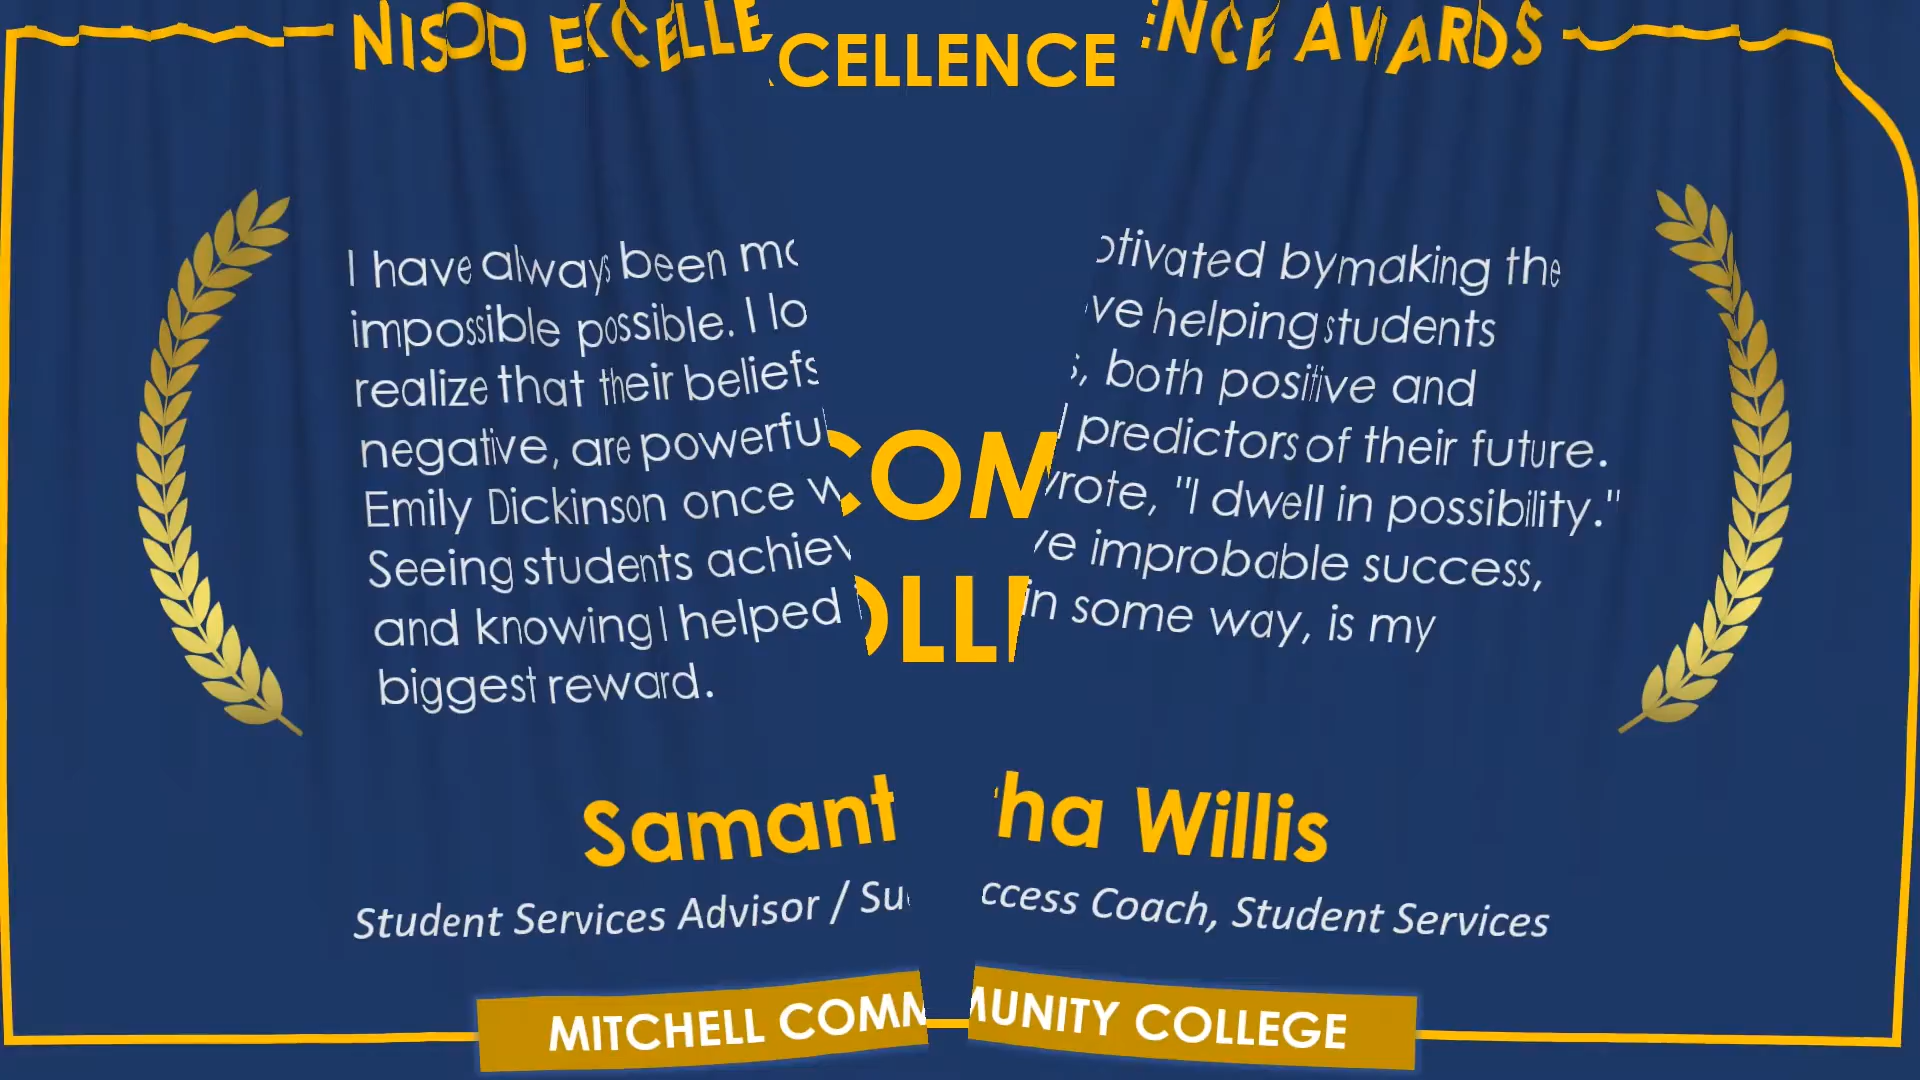 NISOD EXCELLENCE AWARDS
XCELLENCE
I have always been motivated by making the
impossible possible. I love helping students
realize that their beliefs, both positive and
negative, are powerful predictors of their future.
Emily Dickinson once wrote, "I dwell in possibility."
Seeing students achieve improbable success,
and knowing I helped in some way, is my
biggest reward.
COM
OLLE
Samantha Willis
Student Services Advisor / Success Coach, Student Services
MITCHELL COMMUNITY COLLEGE